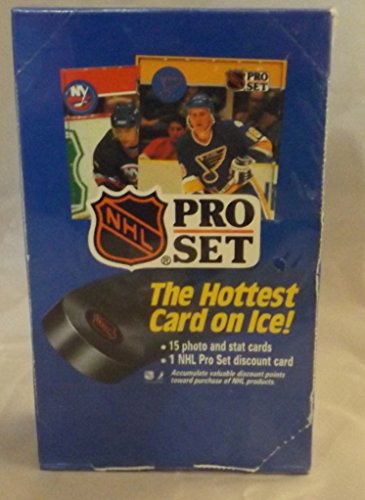 NY
PRO
SET
NHL
PRO
SET
®
The Hottest
Card on Ice!
• 15 photo and stat cards
• 1 NHL Pro Set discount card
Accumulate valuable discount points
toward purchase of NHL products.